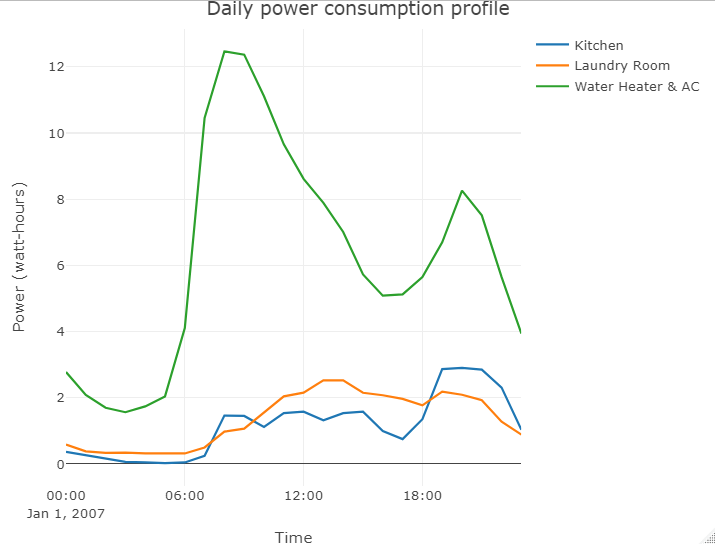 Daily power consumption profile
Kitchen
Laundry Room
Water Heater & AC
Power (watt-hours)
12
10
8
6
4
2
0
00:00 06:00 12:00 18:00
Jan 1, 2007
Time